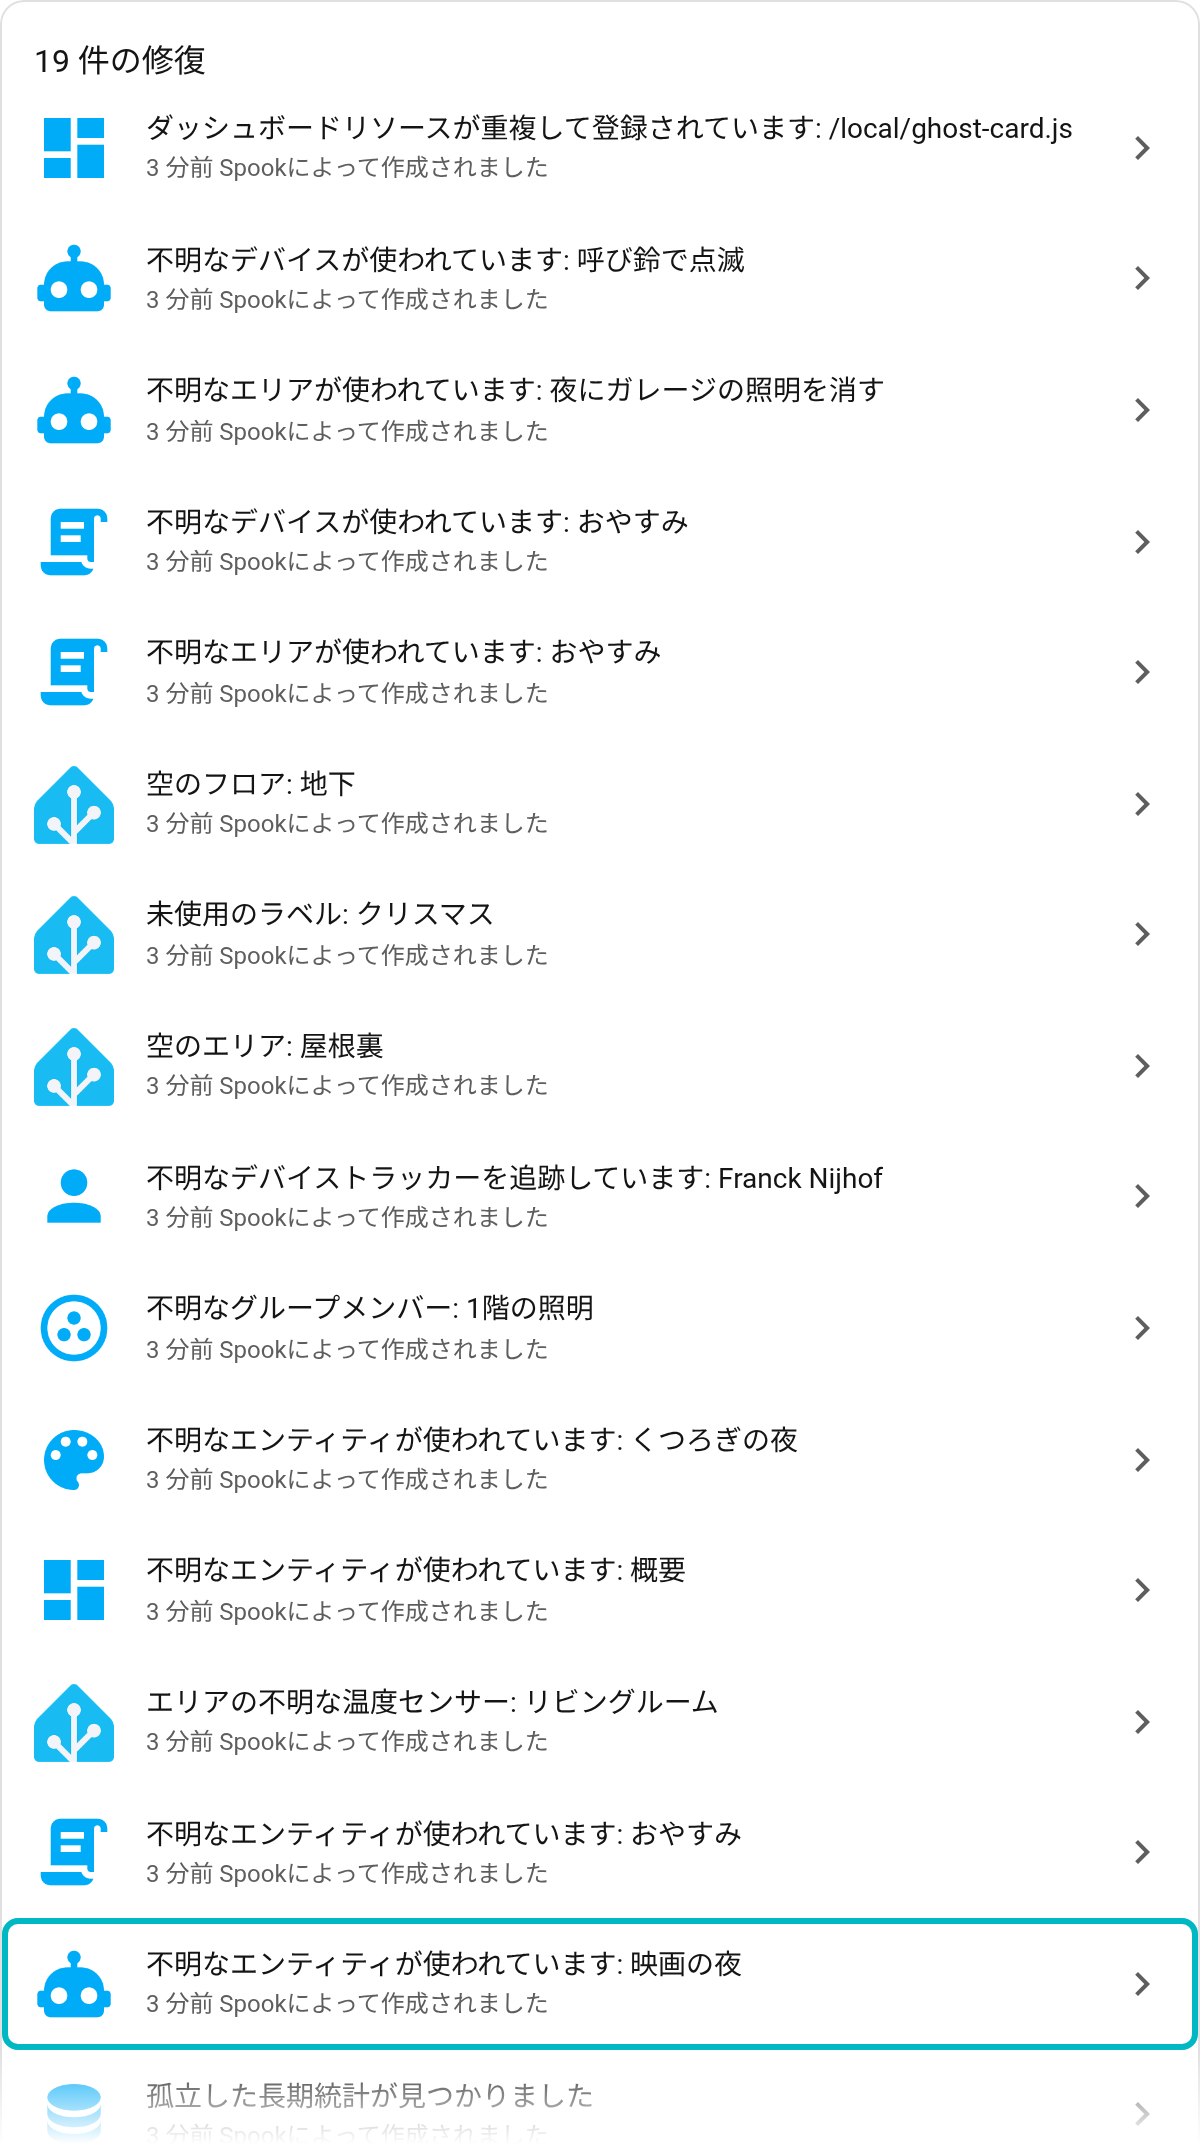 19 件の修復
ダッシュボードリソースが重複して登録されています: /local/ghost-card.js
3 分前 Spookによって作成されました
不明なデバイスが使われています: 呼び鈴で点滅
3 分前 Spookによって作成されました
不明なエリアが使われています: 夜にガレージの照明を消す
3 分前 Spookによって作成されました
不明なデバイスが使われています: おやすみ
3 分前 Spookによって作成されました
不明なエリアが使われています: おやすみ
3 分前 Spookによって作成されました
空のフロア: 地下
3 分前 Spookによって作成されました
未使用のラベル: クリスマス
3 分前 Spookによって作成されました
空のエリア: 屋根裏
3 分前 Spookによって作成されました
不明なデバイストラッカーを追跡しています: Franck Nijhof
3 分前 Spookによって作成されました
不明なグループメンバー: 1階の照明
3 分前 Spookによって作成されました
不明なエンティティが使われています: くつろぎの夜
3 分前 Spookによって作成されました
不明なエンティティが使われています: 概要
3 分前 Spookによって作成されました
エリアの不明な温度センサー: リビングルーム
3 分前 Spookによって作成されました
不明なエンティティが使われています: おやすみ
3 分前 Spookによって作成されました
不明なエンティティが使われています: 映画の夜
3 分前 Spookによって作成されました
孤立した長期統計が見つかりました
3 分前 Spookによって作成されました